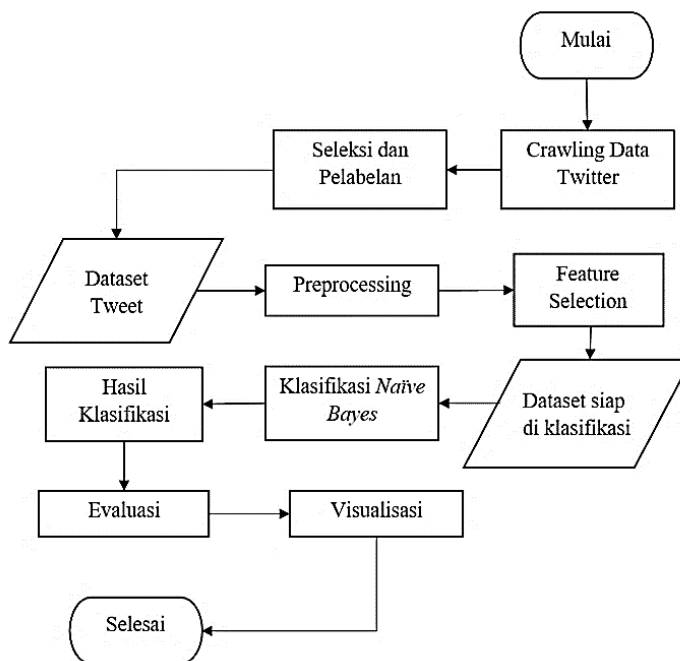 Mulai
Crawling Data
Twitter
Seleksi dan
Pelabelan
Dataset
Tweet
Preprocessing
Feature
Selection
Dataset siap
di klasifikasi
Klasifikasi Naïve
Bayes
Hasil
Klasifikasi
Evaluasi
Visualisasi
Selesai